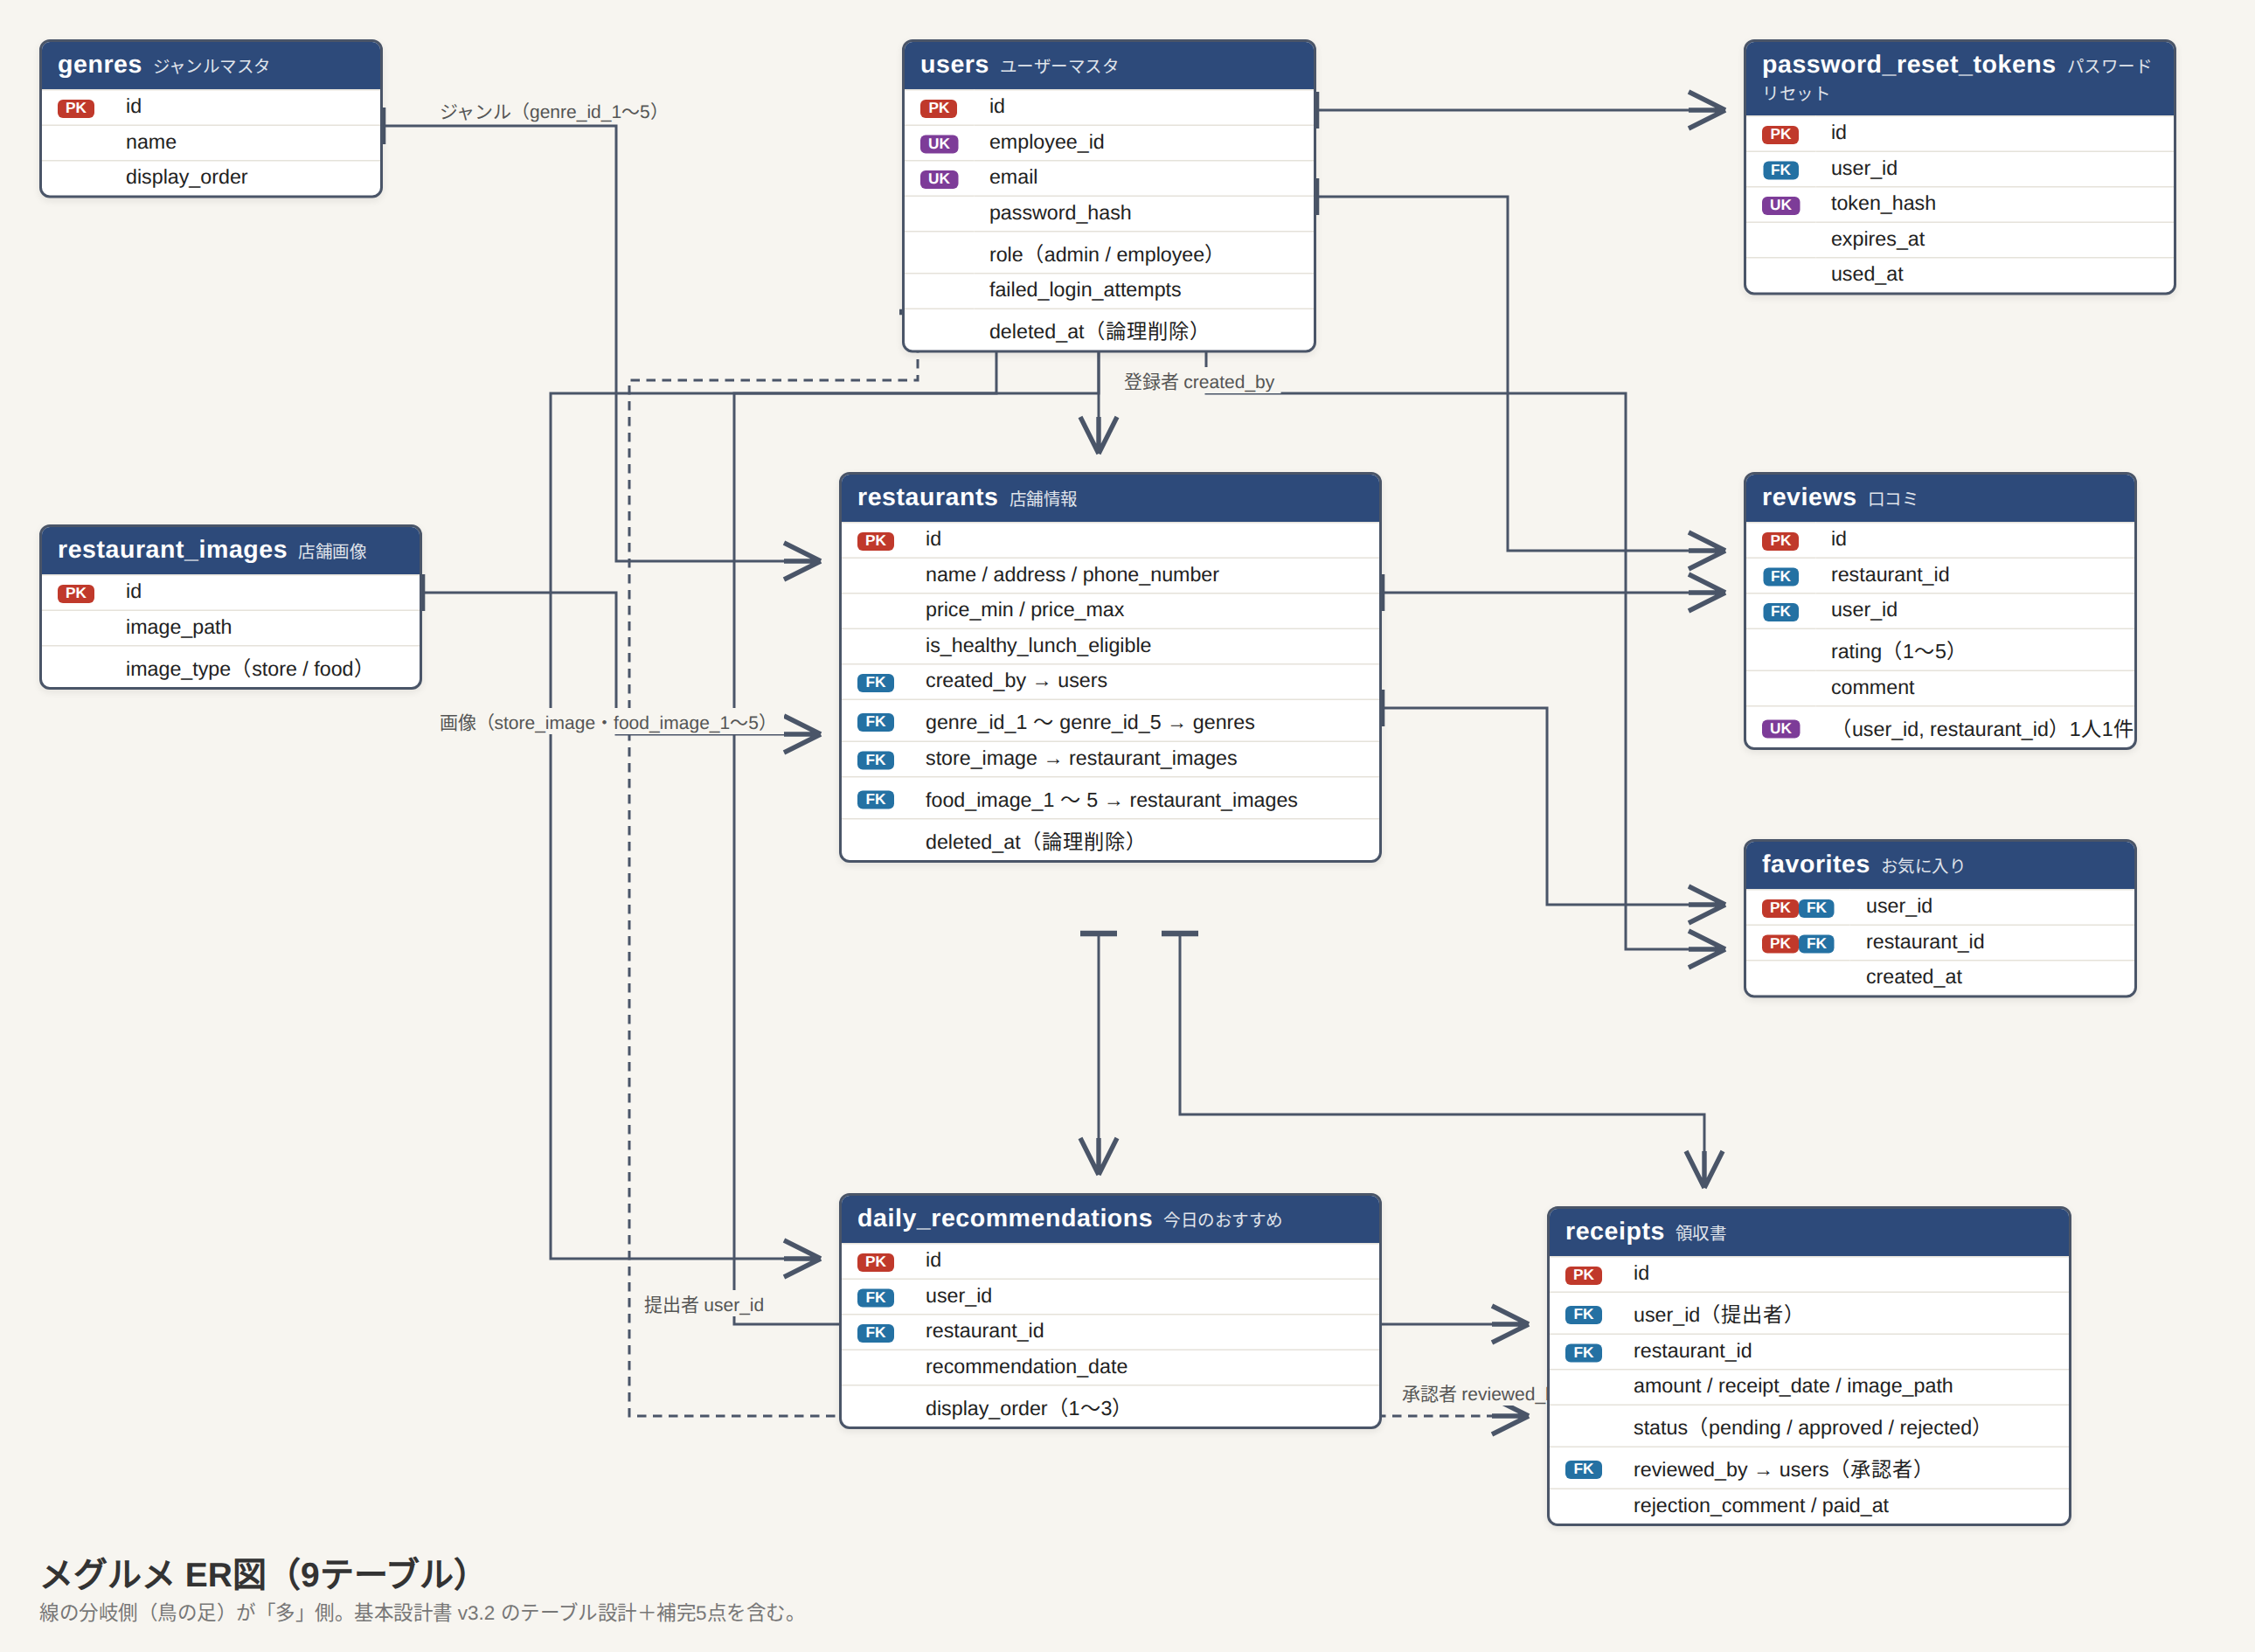 genres ジャンルマスタ
PK id
name
display_order
ジャンル（genre_id_1〜5）
users ユーザーマスタ
PK id
UK employee_id
UK email
password_hash
role（admin / employee）
failed_login_attempts
deleted_at（論理削除）
password_reset_tokens パスワード
リセット
PK id
FK user_id
UK token_hash
expires_at
used_at
登録者 created_by
restaurant_images 店舗画像
PK id
image_path
image_type（store / food）
画像（store_image・food_image_1〜5）
restaurants 店舗情報
PK id
name / address / phone_number
price_min / price_max
is_healthy_lunch_eligible
FK created_by → users
FK genre_id_1 〜 genre_id_5 → genres
FK store_image → restaurant_images
FK food_image_1 〜 5 → restaurant_images
deleted_at（論理削除）
reviews 口コミ
PK id
FK restaurant_id
FK user_id
rating（1〜5）
comment
UK （user_id, restaurant_id）1人1件
favorites お気に入り
PK FK user_id
PK FK restaurant_id
created_at
daily_recommendations 今日のおすすめ
PK id
FK user_id
FK restaurant_id
recommendation_date
display_order（1〜3）
提出者 user_id
承認者 reviewed_
receipts 領収書
PK id
FK user_id（提出者）
FK restaurant_id
amount / receipt_date / image_path
status（pending / approved / rejected）
FK reviewed_by → users（承認者）
rejection_comment / paid_at
メグルメ ER図（9テーブル）
線の分岐側（鳥の足）が「多」側。基本設計書 v3.2 のテーブル設計＋補完5点を含む。